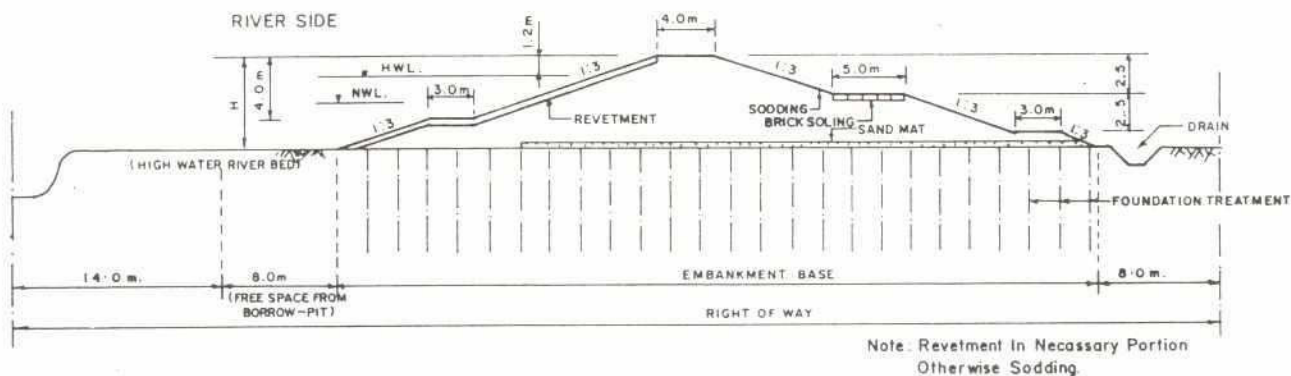 RIVER SIDE
4.0m
1.2m
HWL.
NWL.
H
4.0m
3.0m
1:3
1:3
REVETMENT
1:3
5.0m
SODDING
BRICK SOLING
SAND MAT
1:3
3.0m
1:3
2.5
2.5
DRAIN
(HIGH WATER RIVER BED)
FOUNDATION TREATMENT
14.0 m.
8.0m
(FREE SPACE FROM
BORROW-PIT)
EMBANKMENT BASE
8.0m.
RIGHT OF WAY
Note: Revetment In Necassary Portion
Otherwise Sodding.